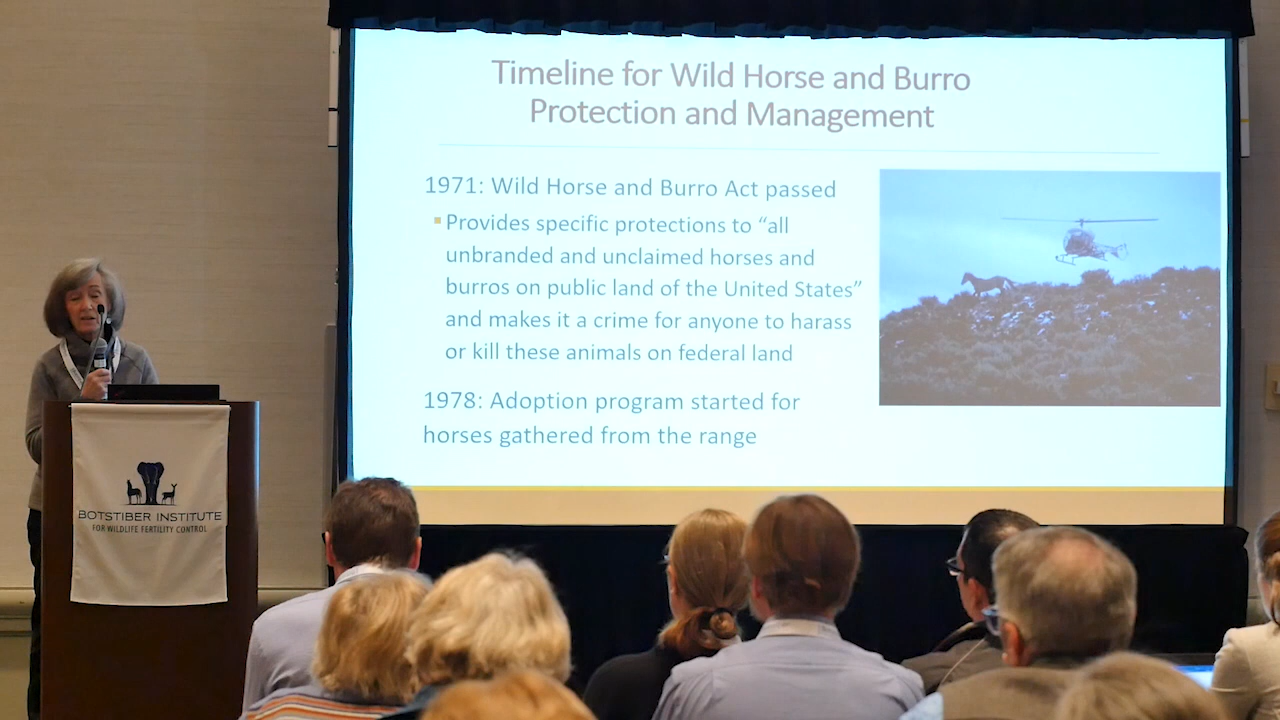 Timeline for Wild Horse and Burro
Protection and Management
1971: Wild Horse and Burro Act passed
Provides specific protections to “all
unbranded and unclaimed horses and
burros on public land of the United States”
and makes it a crime for anyone to harass
or kill these animals on federal land
1978: Adoption program started for
horses gathered from the range
BOTSTIBER INSTITUTE
FOR WILDLIFE FERTILITY CONTROL